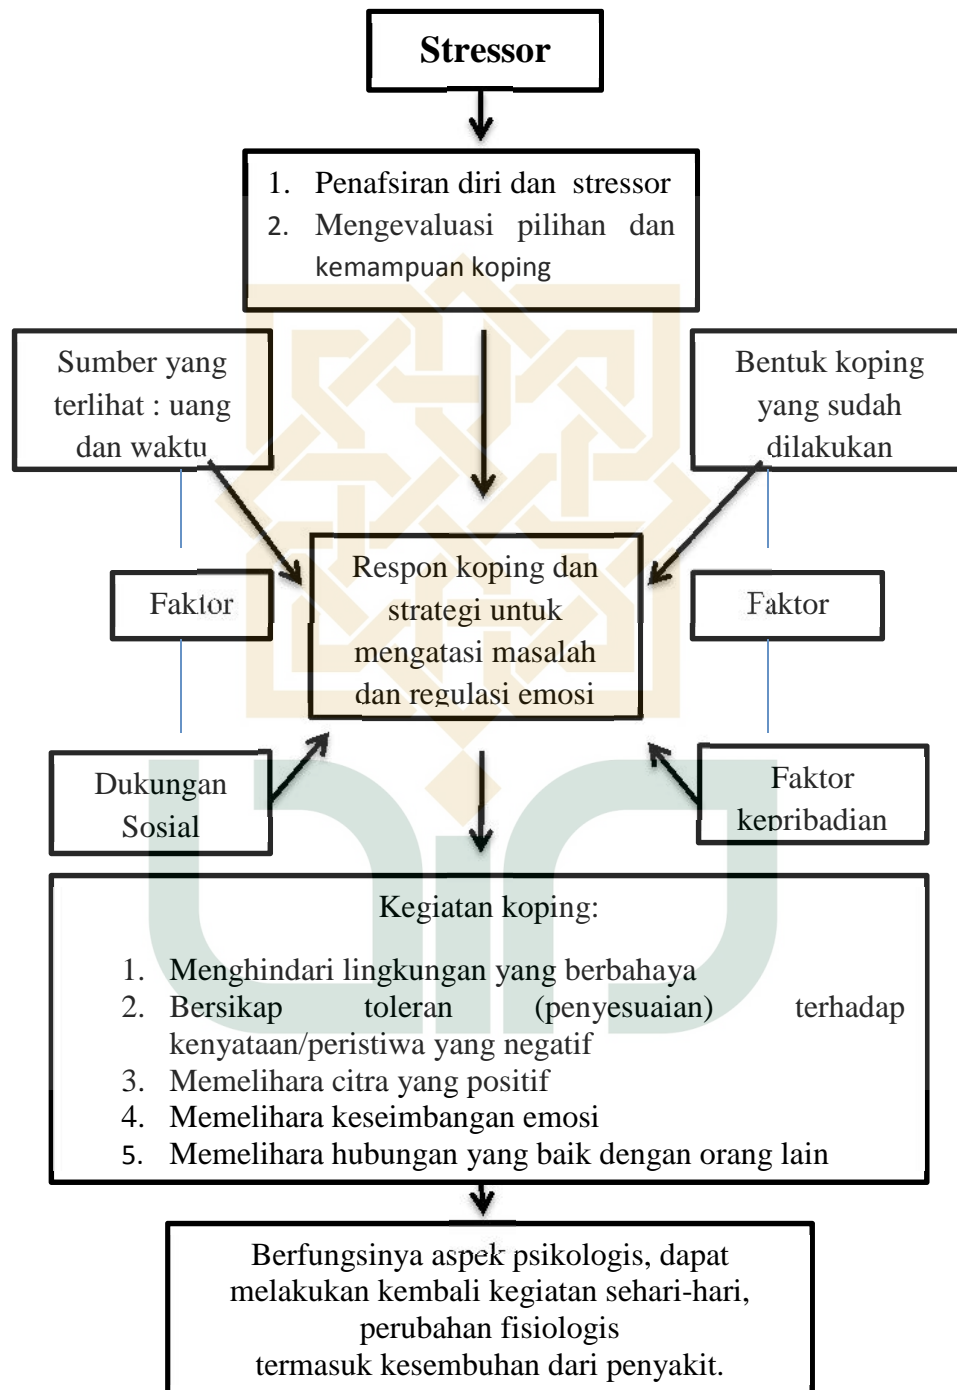 Stressor
1. Penafsiran diri dan stressor
2. Mengevaluasi pilihan dan
kemampuan koping
Sumber yang
terlihat : uang
dan waktu
Bentuk koping
yang sudah
dilakukan
Respon koping dan
strategi untuk
mengatasi masalah
dan regulasi emosi
Faktor
Faktor
Dukungan
Sosial
Faktor
kepribadian
Kegiatan koping:
1. Menghindari lingkungan yang berbahaya
2. Bersikap toleran (penyesuaian) terhadap
kenyataan/peristiwa yang negatif
3. Memelihara citra yang positif
4. Memelihara keseimbangan emosi
5. Memelihara hubungan yang baik dengan orang lain
Berfungsinya aspek psikologis, dapat
melakukan kembali kegiatan sehari-hari,
perubahan fisiologis
termasuk kesembuhan dari penyakit.